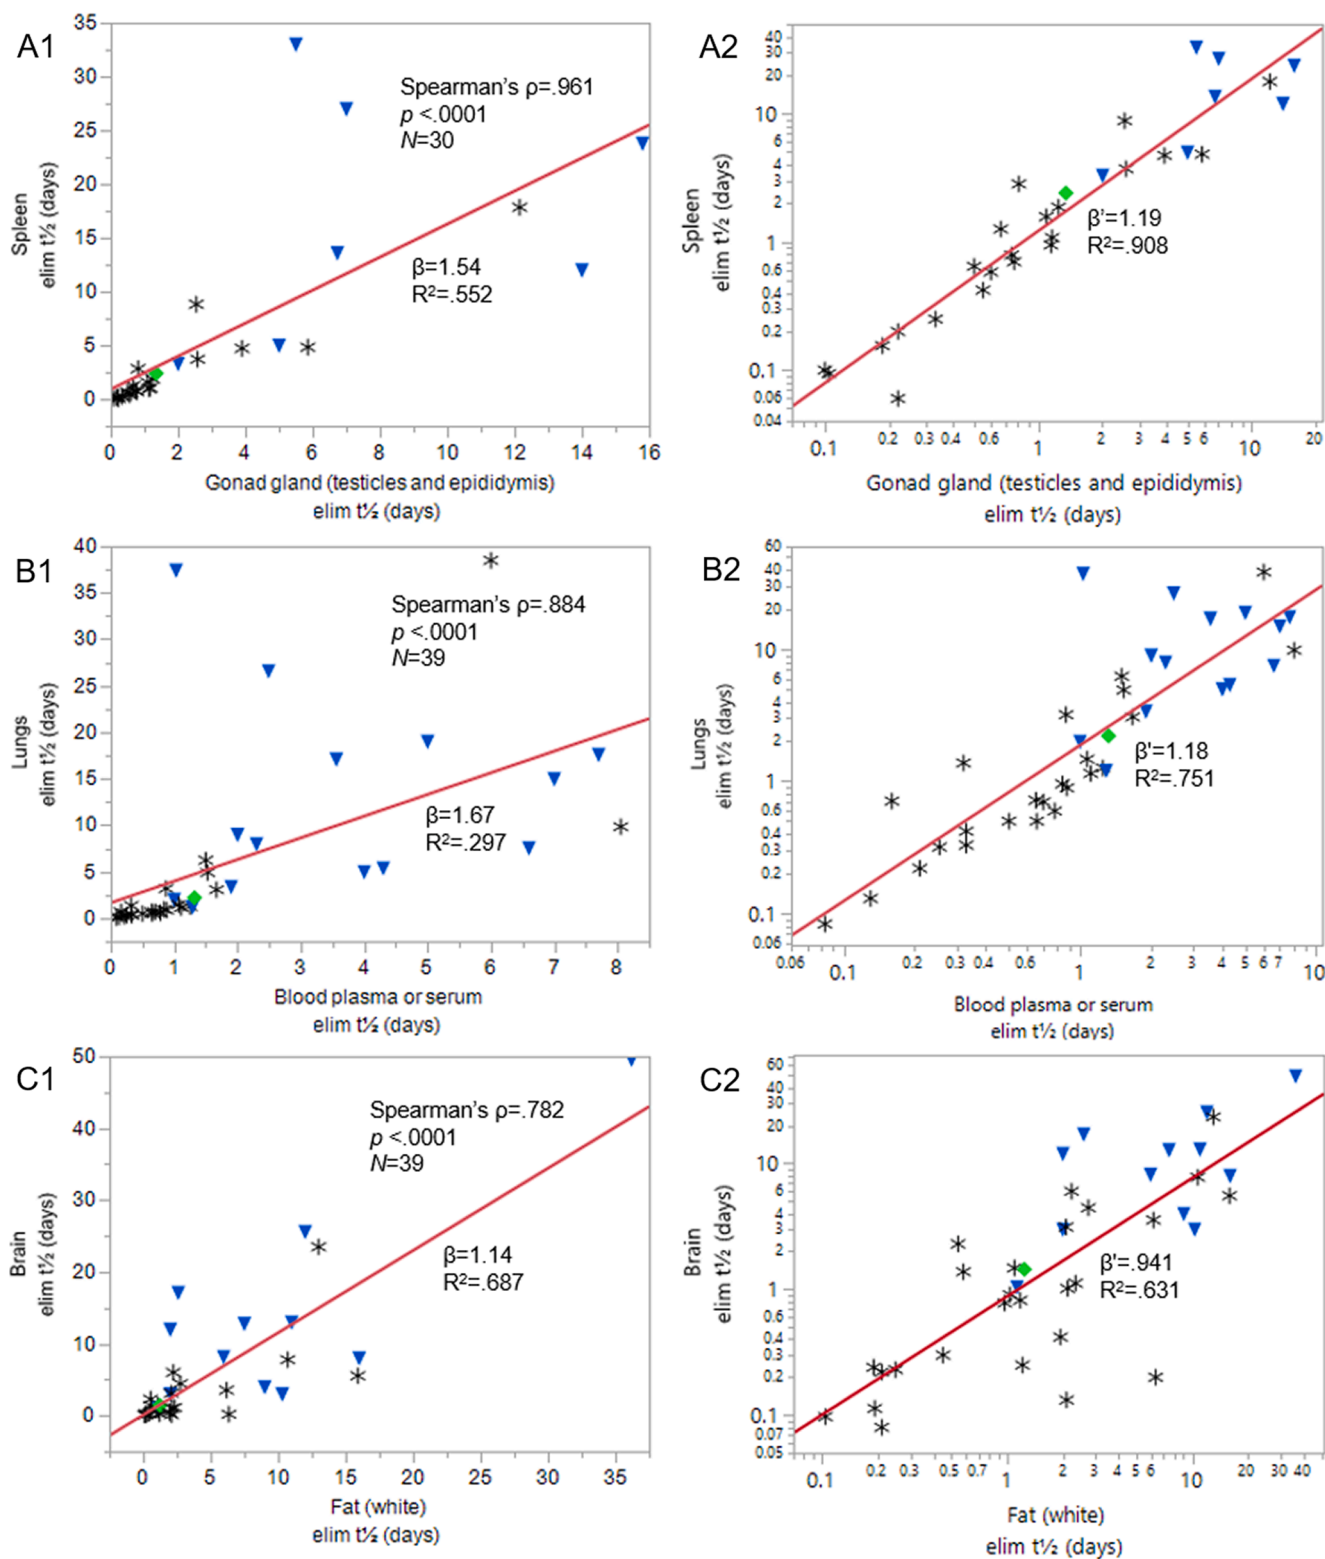 A1
35
30
25
20
15
10
5
0
Spleen
elim t½ (days)
Spearman's ρ=.961
p <.0001
N=30
β=1.54
R²=.552
0 2 4 6 8 10 12 14 16
Gonad gland (testicles and epididymis)
elim t½ (days)
A2
40
30
20
10
6
4
3
2
1
0.6
0.4
0.3
0.2
0.1
0.06
0.04
Spleen
elim t½ (days)
β'=1.19
R²=.908
0.1 0.2 0.3 0.4 0.6 1 2 3 4 5 6 10 20
Gonad gland (testicles and epididymis)
elim t½ (days)
B1
40
35
30
25
20
15
10
5
0
Lungs
elim t½ (days)
Spearman's ρ=.884
p <.0001
N=39
β=1.67
R²=.297
0 1 2 3 4 5 6 7 8
Blood plasma or serum
elim t½ (days)
B2
60
40
30
20
10
6
4
3
2
1
0.6
0.4
0.3
0.2
0.1
0.06
Lungs
elim t½ (days)
β'=1.18
R²=.751
0.06 0.1 0.2 0.3 0.4 0.6 1 2 3 4 5 6 7 10
Blood plasma or serum
elim t½ (days)
C1
50
40
30
20
10
0
Brain
elim t½ (days)
Spearman's ρ=.782
p <.0001
N=39
β=1.14
R²=.687
0 5 10 15 20 25 30 35
Fat (white)
elim t½ (days)
C2
60
40
30
20
10
6
4
2
1
0.6
0.4
0.3
0.2
0.1
0.07
0.05
Brain
elim t½ (days)
β'=.941
R²=.631
0.1 0.2 0.3 0.5 0.7 1 2 3 4 5 6 10 20 30 40
Fat (white)
elim t½ (days)